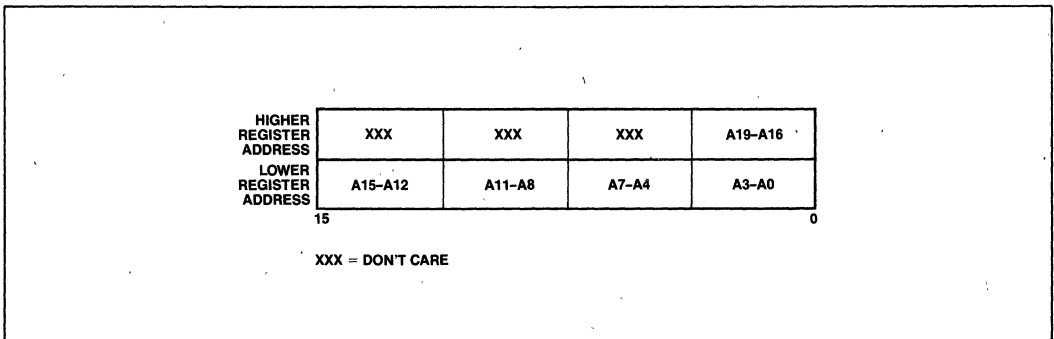 HIGHER
REGISTER
ADDRESS
XXX XXX XXX A19–A16
LOWER
REGISTER
ADDRESS
A15–A12 A11–A8 A7–A4 A3–A0
15 0
XXX = DON'T CARE